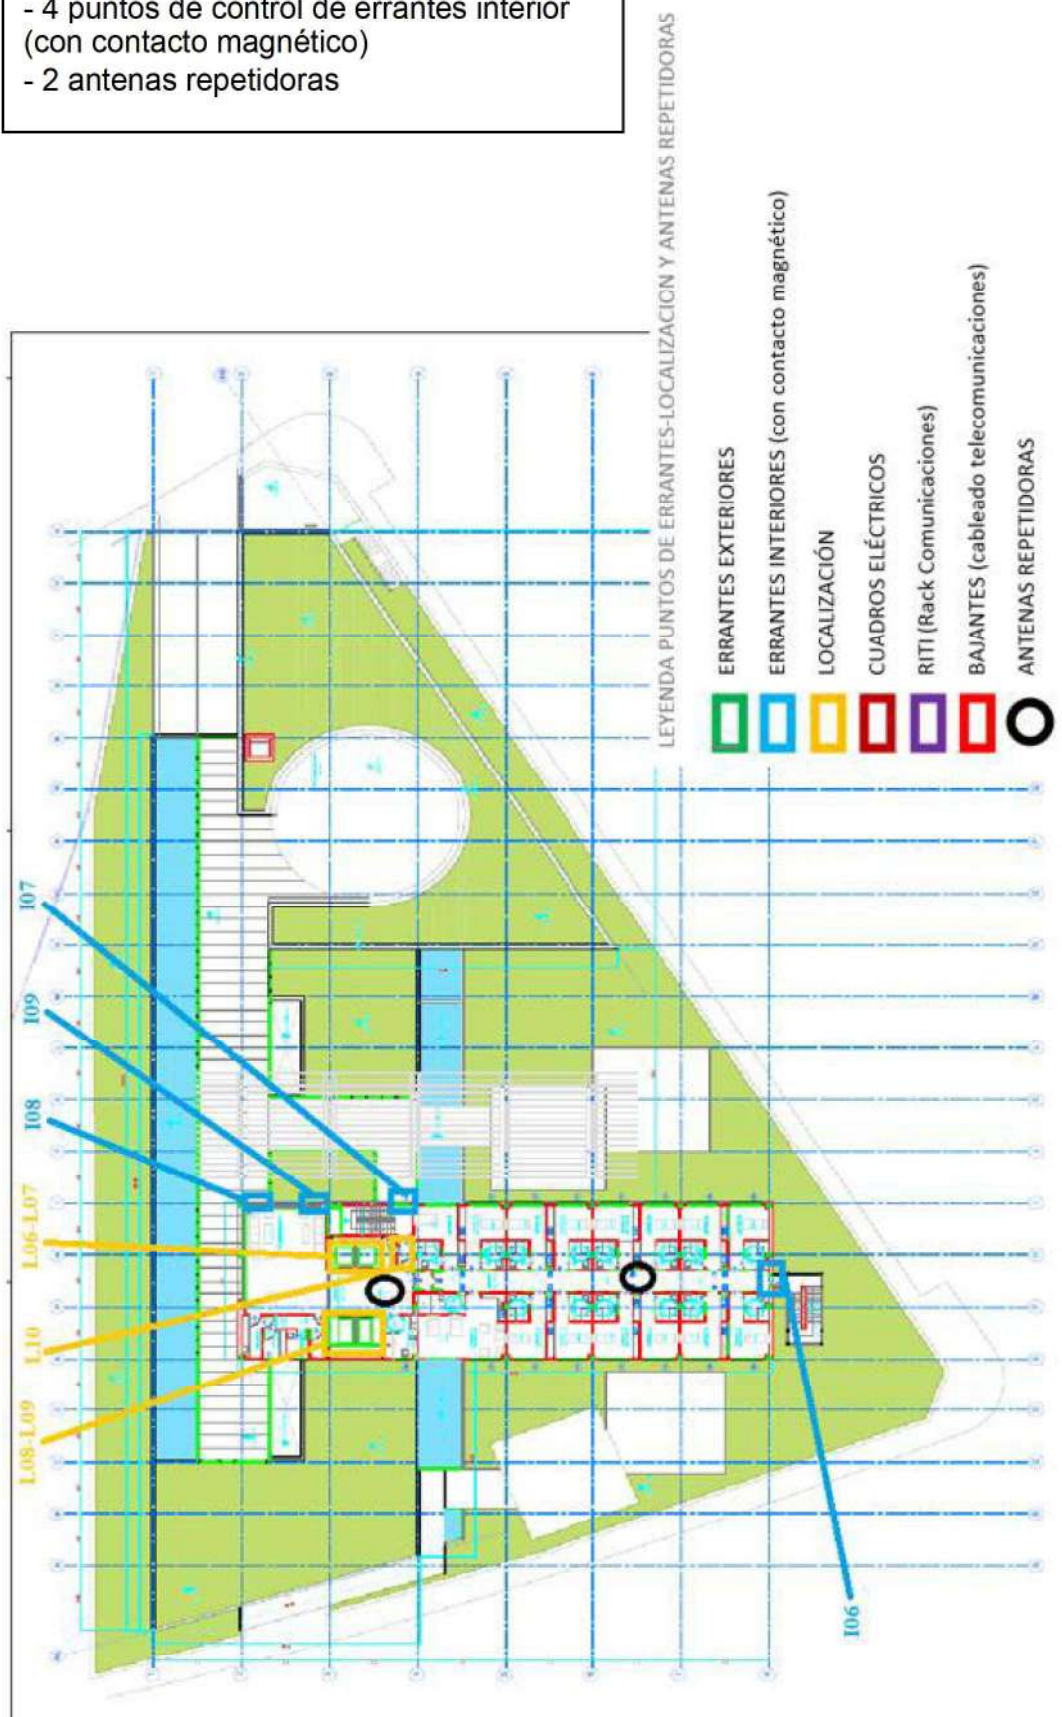 - 4 puntos de control de errantes interior
(con contacto magnético)
- 2 antenas repetidoras
LEYENDA PUNTOS DE ERRANTES-LOCALIZACION Y ANTENAS REPETIDORAS
ERRANTES EXTERIORES
ERRANTES INTERIORES (con contacto magnético)
LOCALIZACIÓN
CUADROS ELÉCTRICOS
RITI (Rack Comunicaciones)
BAJANTES (cableado telecomunicaciones)
ANTENAS REPETIDORAS
I07
I09
I08
L06-L07
L10
L08-L09
I06